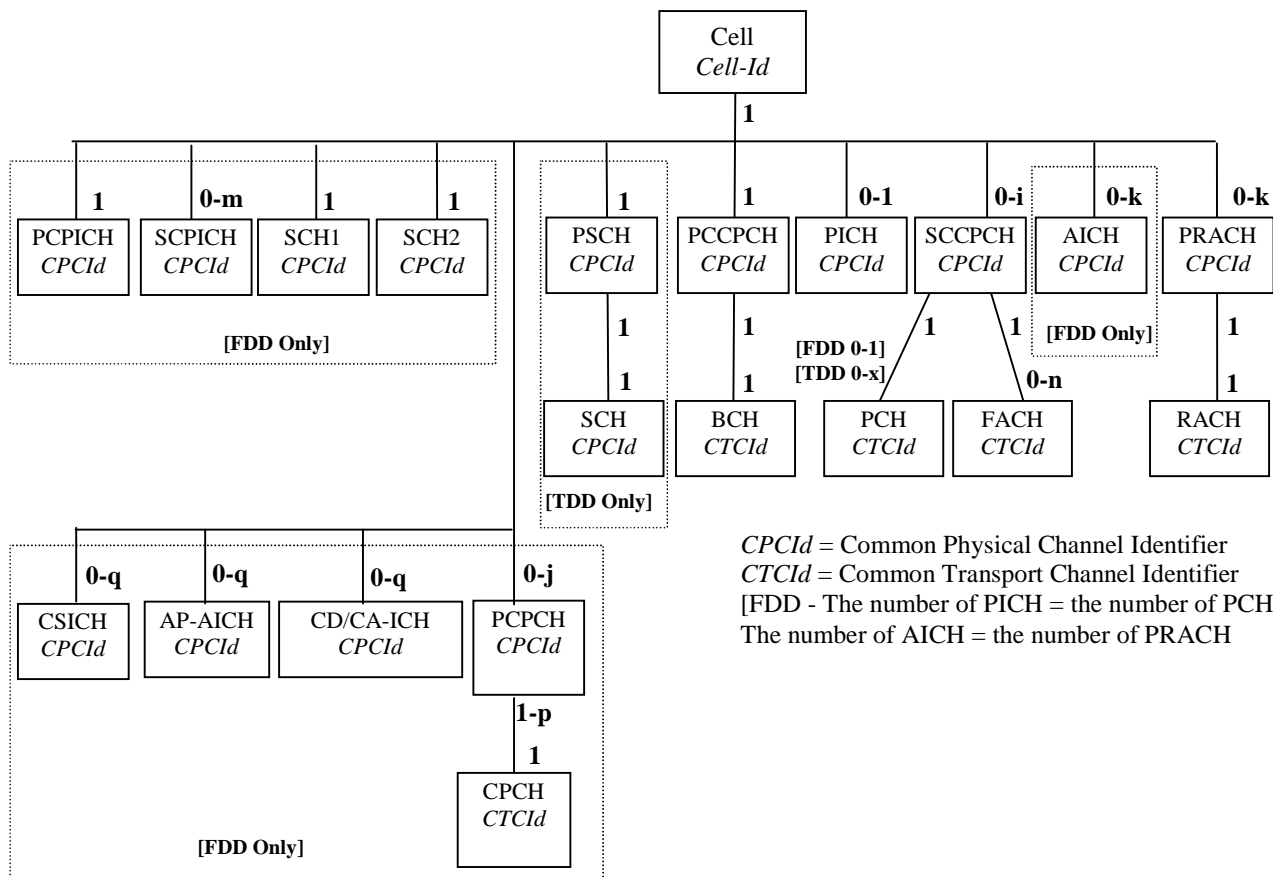 Cell
Cell-Id
1
1
0-m
1
1
1
1
0-1
0-i
0-k
0-k
PCPICH
CPCId
SCPICH
CPCId
SCH1
CPCId
SCH2
CPCId
PSCH
CPCId
PCCPCH
CPCId
PICH
CPCId
SCCPCH
CPCId
AICH
CPCId
PRACH
CPCId
[FDD Only]
1
1
1
1
[FDD Only]
1
[FDD 0-1]
[TDD 0-x]
1
1
0-n
1
SCH
CPCId
BCH
CTCId
PCH
CTCId
FACH
CTCId
RACH
CTCId
[TDD Only]
CPCId = Common Physical Channel Identifier
CTCId = Common Transport Channel Identifier
[FDD - The number of PICH = the number of PCH
The number of AICH = the number of PRACH
0-q
0-q
0-q
0-j
CSICH
CPCId
AP-AICH
CPCId
CD/CA-ICH
CPCId
PCPCH
CPCId
1-p
1
CPCH
CTCId
[FDD Only]